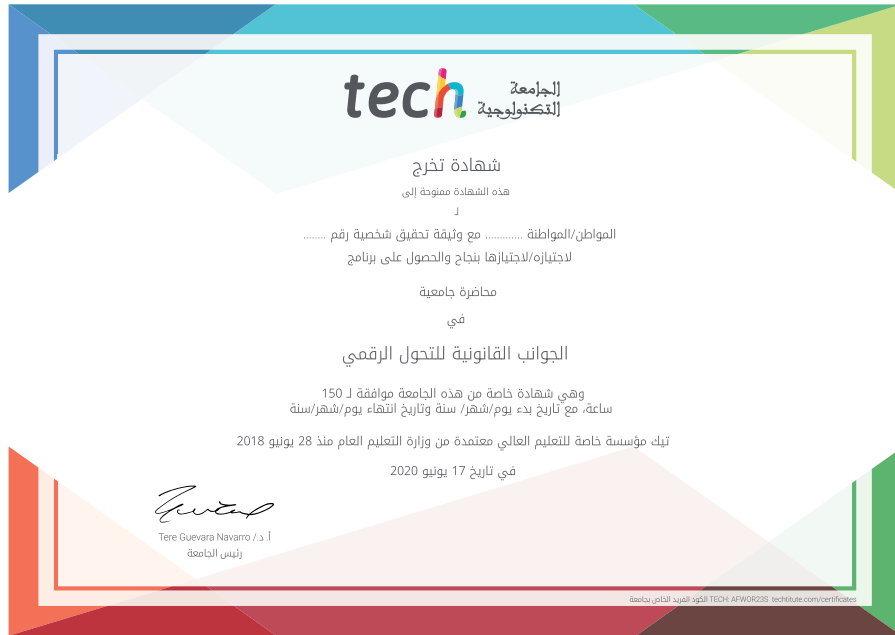 tech الجامعة
التكنولوجية
شهادة تخرج
هذه الشهادة ممنوحة إلى
لـ
المواطن/المواطنة ............. مع وثيقة تحقيق شخصية رقم ........
لاجتيازه/لاجتيازها بنجاح والحصول على برنامج
محاضرة جامعية
في
الجوانب القانونية للتحول الرقمي
وهي شهادة خاصة من هذه الجامعة موافقة لـ 150
ساعة، مع تاريخ بدء يوم/شهر/ سنة وتاريخ انتهاء يوم/شهر/سنة
تيك مؤسسة خاصة للتعليم العالي معتمدة من وزارة التعليم العام منذ 28 يونيو 2018
في تاريخ 17 يونيو 2020
أ. د./ Tere Guevara Navarro
رئيس الجامعة
الكود الفريد الخاص بجامعة TECH: AFWOR23S techtitute.com/certificates